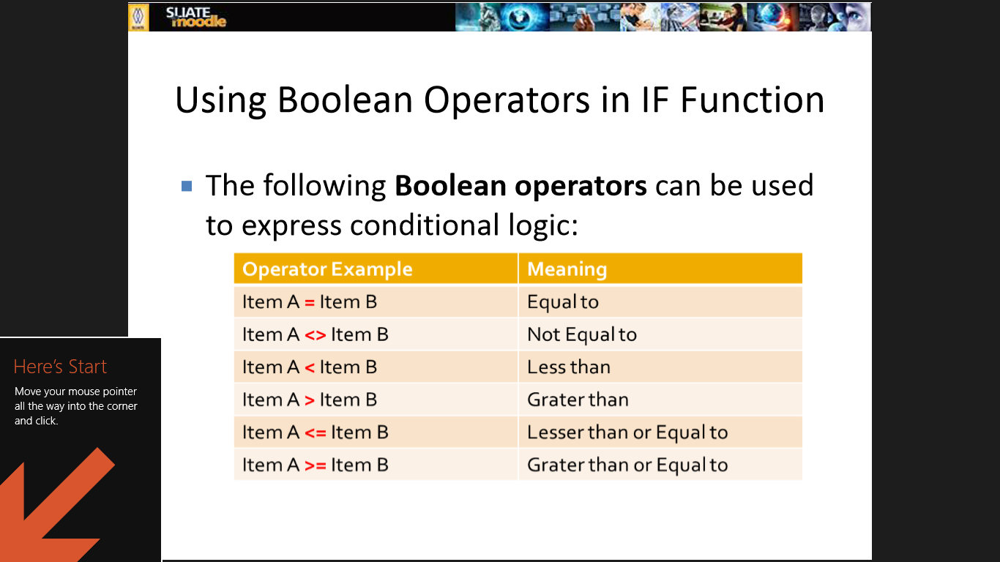 SLIATE
moodle
Using Boolean Operators in IF Function
The following Boolean operators can be used
to express conditional logic:
Operator Example Meaning
Item A = Item B Equal to
Item A <> Item B Not Equal to
Item A < Item B Less than
Item A > Item B Grater than
Item A <= Item B Lesser than or Equal to
Item A >= Item B Grater than or Equal to
Here's Start
Move your mouse pointer
all the way into the corner
and click.